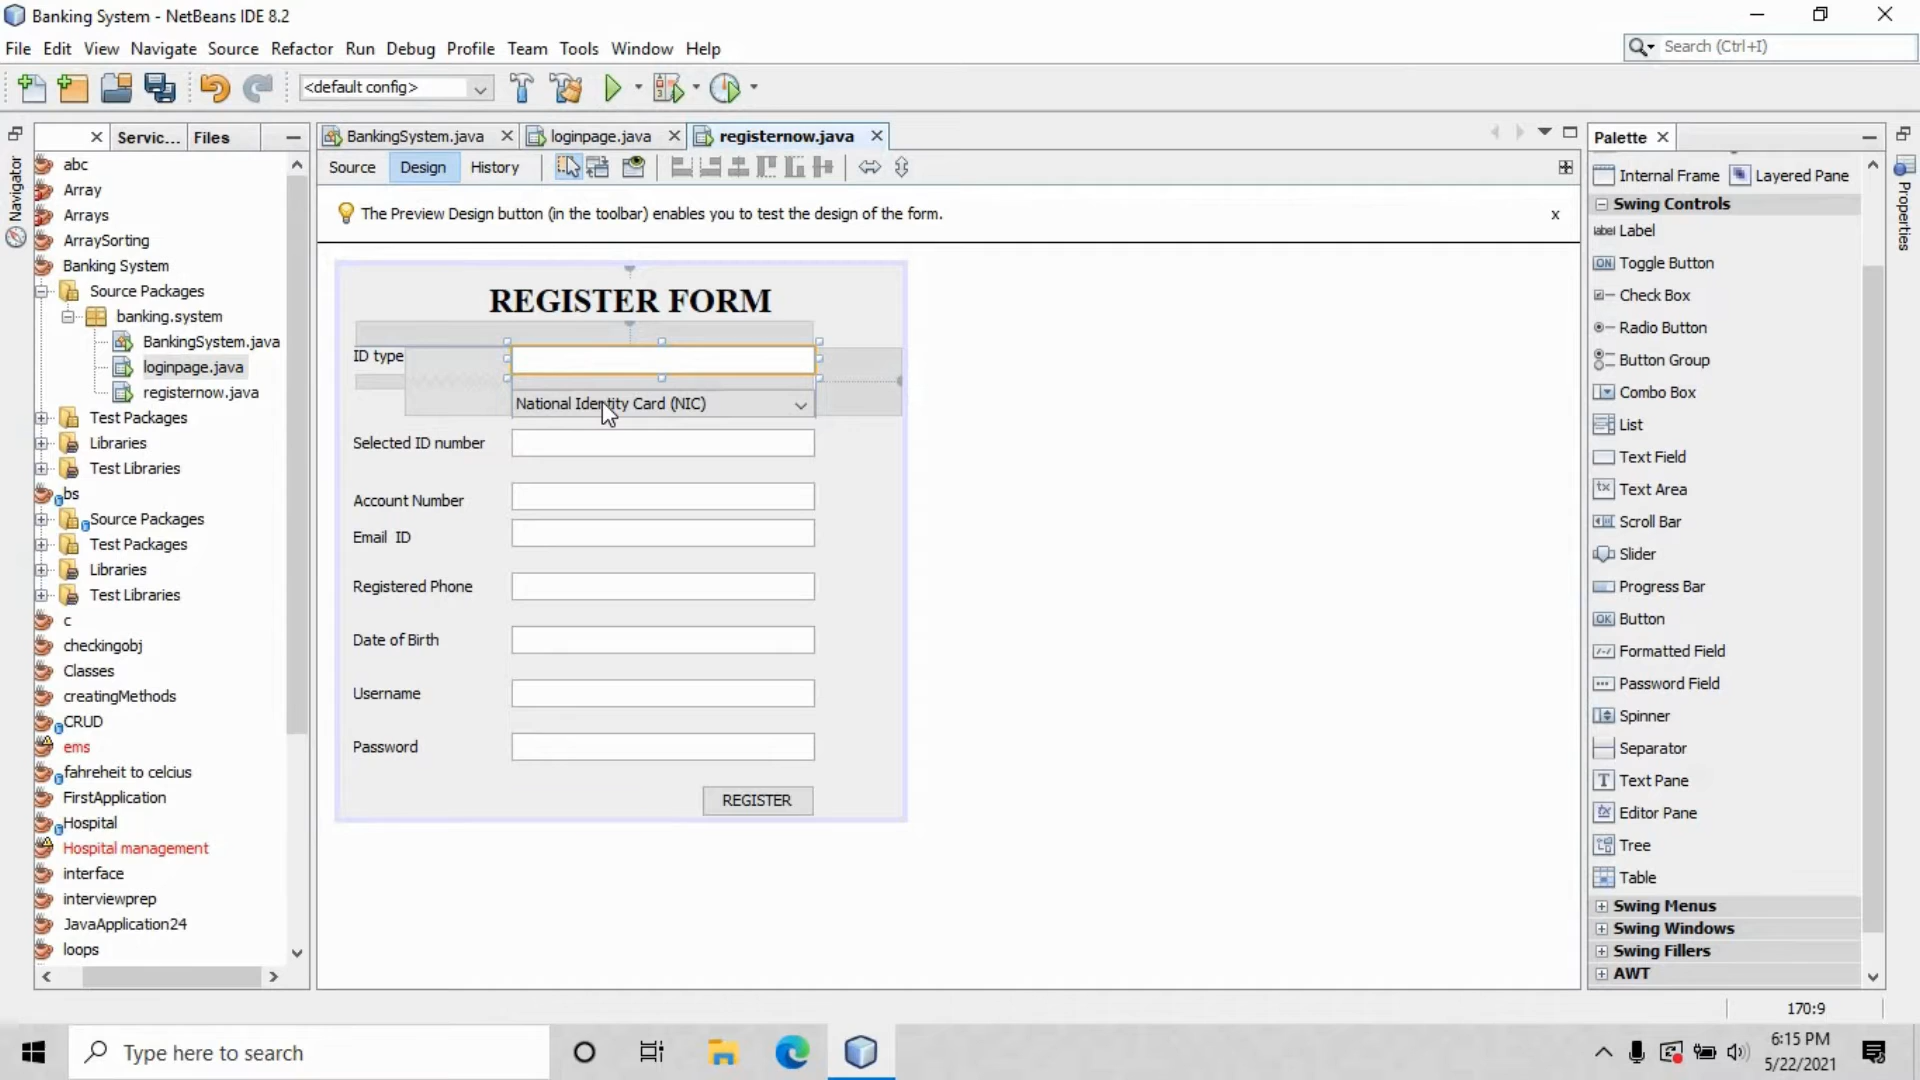 Banking System - NetBeans IDE 8.2
File Edit View Navigate Source Refactor Run Debug Profile Team Tools Window Help
Search (Ctrl+I)
<default config>
Servic... Files
BankingSystem.java loginpage.java registernow.java
Palette
Source Design History
The Preview Design button (in the toolbar) enables you to test the design of the form.
x
Navigator
Properties
abc
Array
Arrays
ArraySorting
Banking System
Source Packages
banking.system
BankingSystem.java
loginpage.java
registernow.java
Test Packages
Libraries
Test Libraries
bs
Source Packages
Test Packages
Libraries
Test Libraries
c
checkingobj
Classes
creatingMethods
CRUD
ems
fahreheit to celcius
FirstApplication
Hospital
Hospital management
interface
interviewprep
JavaApplication24
loops
REGISTER FORM
ID type
National Identity Card (NIC)
Selected ID number
Account Number
Email ID
Registered Phone
Date of Birth
Username
Password
REGISTER
Internal Frame Layered Pane
Swing Controls
label Label
ON Toggle Button
Check Box
Radio Button
Button Group
Combo Box
List
Text Field
Text Area
Scroll Bar
Slider
Progress Bar
OK Button
Formatted Field
Password Field
Spinner
Separator
T Text Pane
Editor Pane
Tree
Table
Swing Menus
Swing Windows
Swing Fillers
AWT
170:9
Type here to search
6:15 PM
5/22/2021